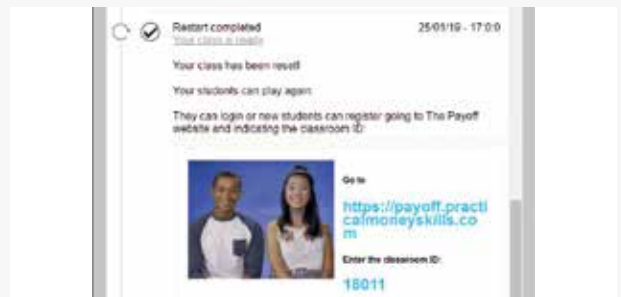 Restart completed 25/01/19 - 17:0:0
Your class is ready
Your class has been reset!
Your students can play again:
They can login or new students can register going to The Payoff
website and indicating the classroom ID:
Go to
https://payoff.practi
calmoneyskills.co
m
Enter the classroom ID:
18011